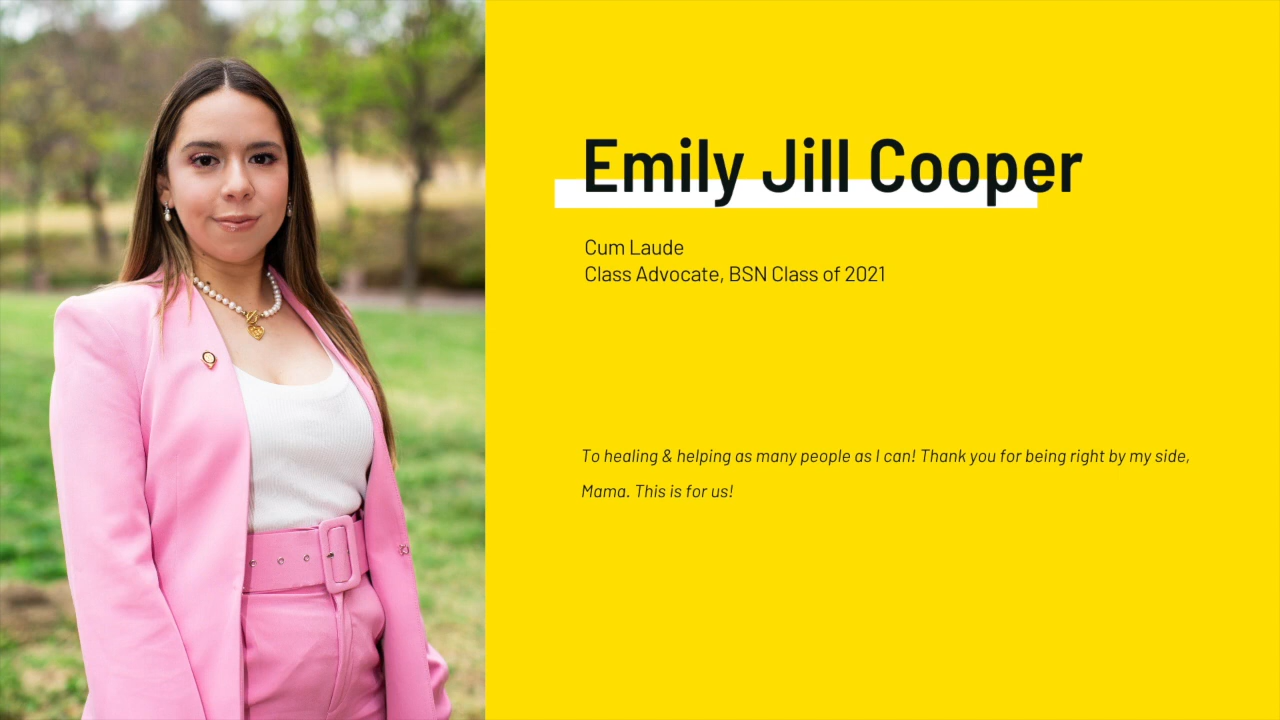 Emily Jill Cooper
Cum Laude
Class Advocate, BSN Class of 2021
To healing & helping as many people as I can! Thank you for being right by my side,
Mama. This is for us!